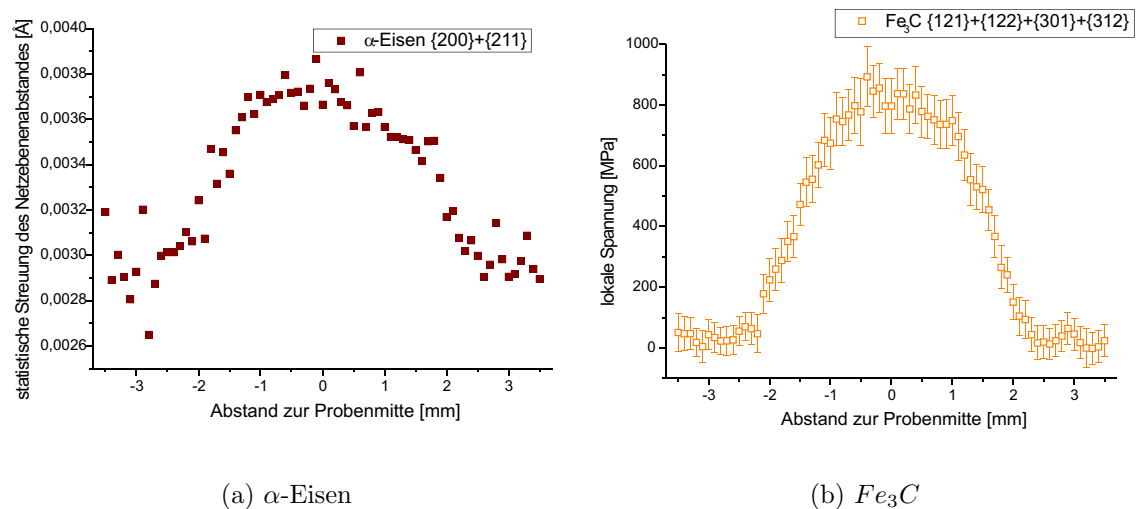 α-Eisen {200}+{211}
statistische Streuung des Netzebenenabstandes [Å]
0,0040
0,0038
0,0036
0,0034
0,0032
0,0030
0,0028
0,0026
-3 -2 -1 0 1 2 3
Abstand zur Probenmitte [mm]
(a) α-Eisen
Fe₃C {121}+{122}+{301}+{312}
lokale Spannung [MPa]
1000
800
600
400
200
0
-3 -2 -1 0 1 2 3
Abstand zur Probenmitte [mm]
(b) Fe₃C